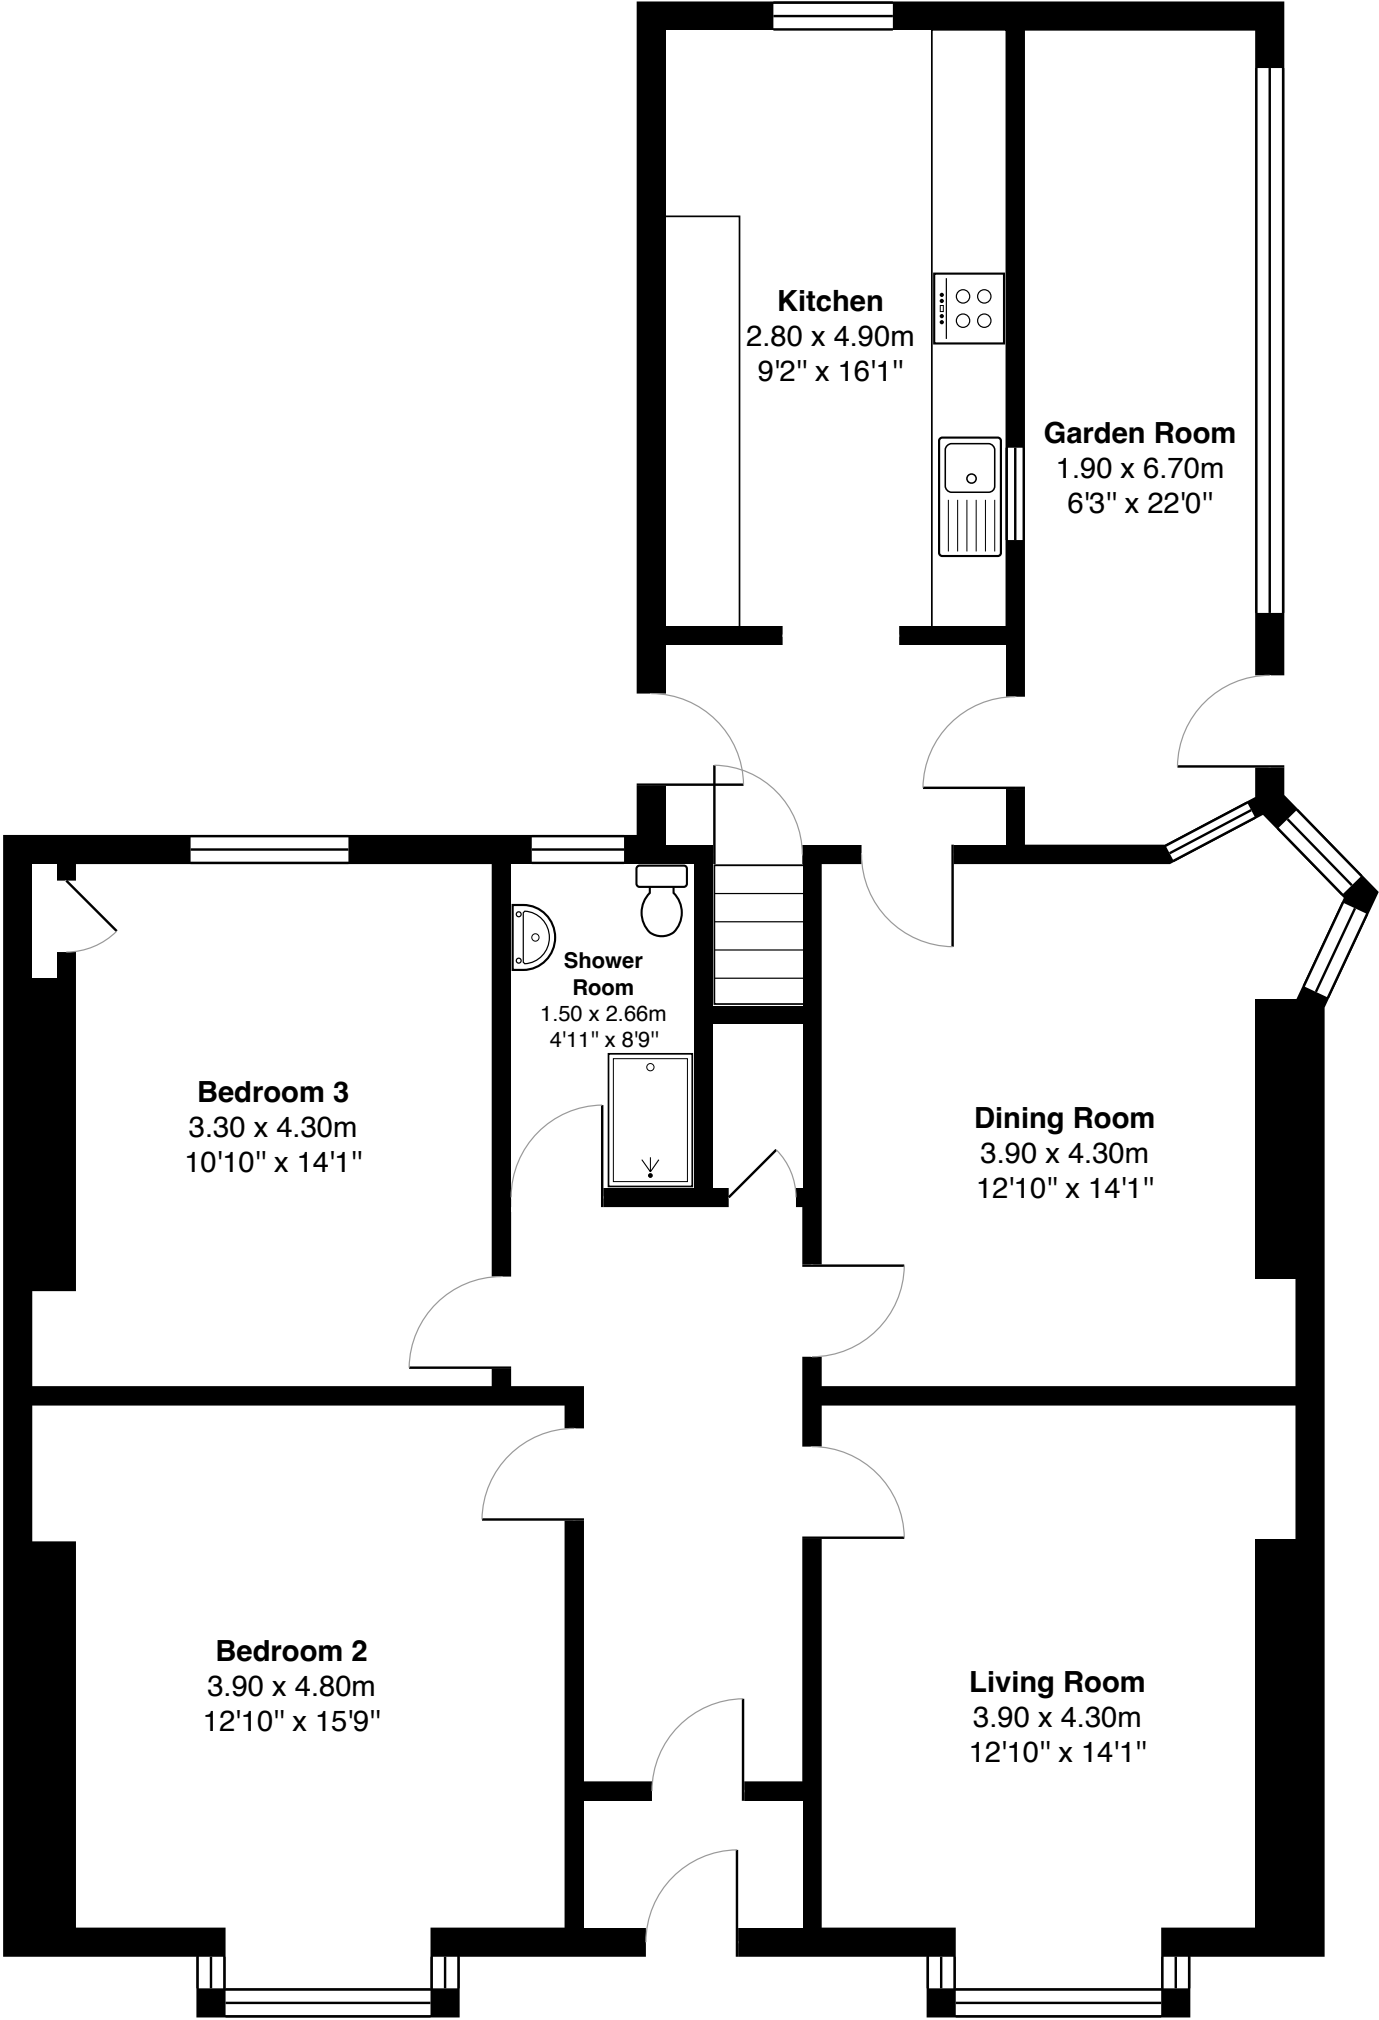 Kitchen
2.80 x 4.90m
9'2" x 16'1"
Garden Room
1.90 x 6.70m
6'3" x 22'0"
Shower
Room
1.50 x 2.66m
4'11" x 8'9"
Bedroom 3
3.30 x 4.30m
10'10" x 14'1"
Dining Room
3.90 x 4.30m
12'10" x 14'1"
Bedroom 2
3.90 x 4.80m
12'10" x 15'9"
Living Room
3.90 x 4.30m
12'10" x 14'1"